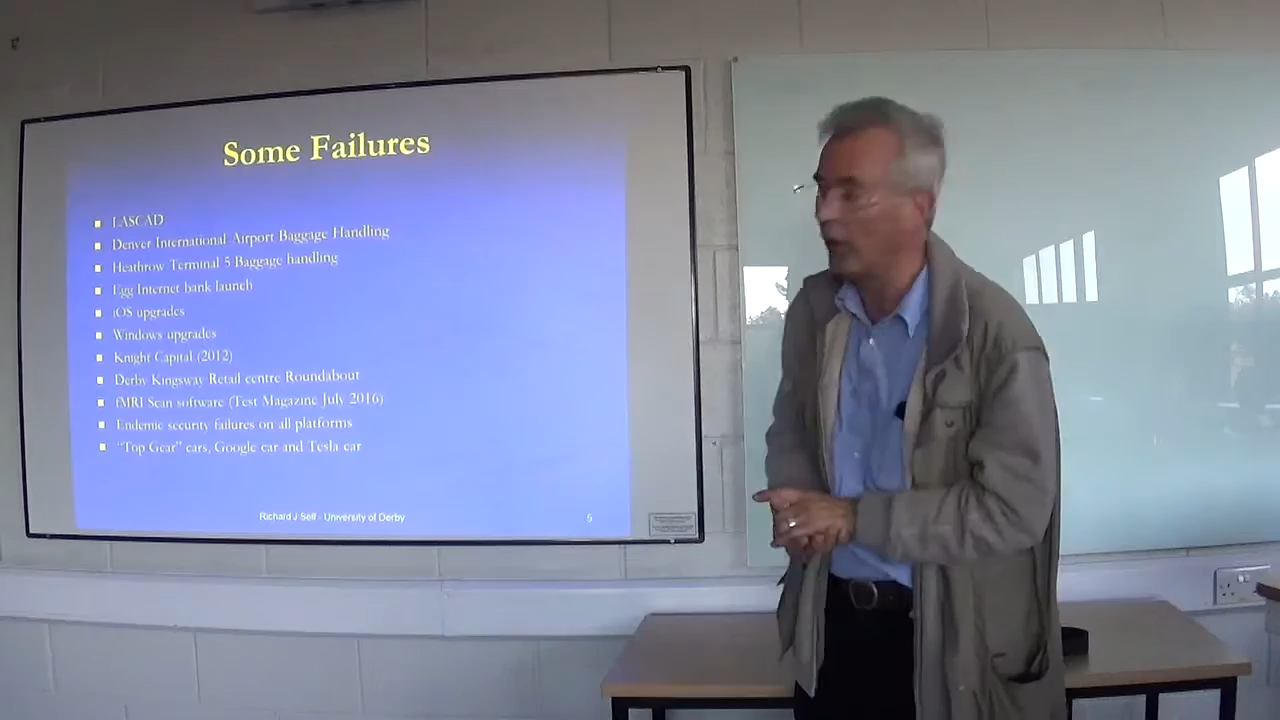 Some Failures
LASCAD
Denver International Airport Baggage Handling
Heathrow Terminal 5 Baggage handling
Egg Internet bank launch
iOS upgrades
Windows upgrades
Knight Capital (2012)
Derby Kingsway Retail centre Roundabout
fMRI Scan software (Test Magazine July 2016)
Endemic security failures on all platforms
"Top Gear" cars, Google car and Tesla car
Richard J Self - University of Derby
5